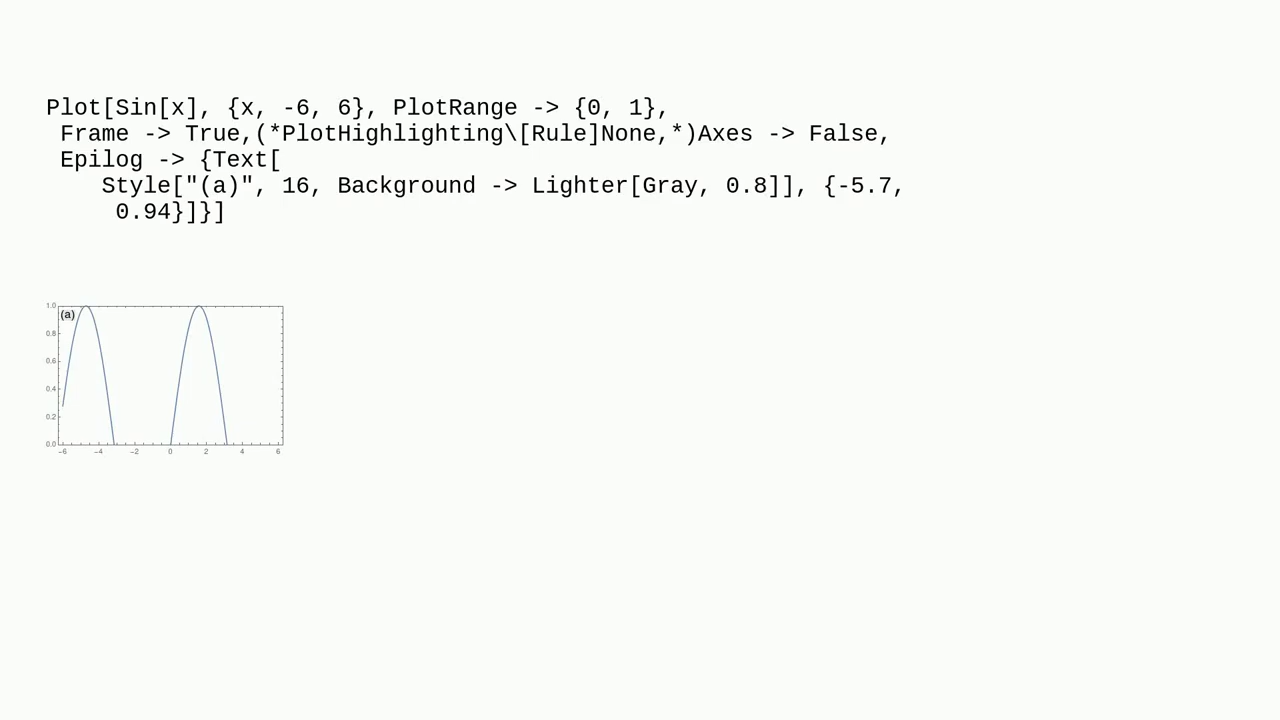 Plot[Sin[x], {x, -6, 6}, PlotRange -> {0, 1},
Frame -> True,(*PlotHighlighting\[Rule]None,*)Axes -> False,
Epilog -> {Text[
Style["(a)", 16, Background -> Lighter[Gray, 0.8]], {-5.7,
0.94}]}]
1.0
(a)
0.8
0.6
0.4
0.2
0.0
−6 −4 −2 0 2 4 6